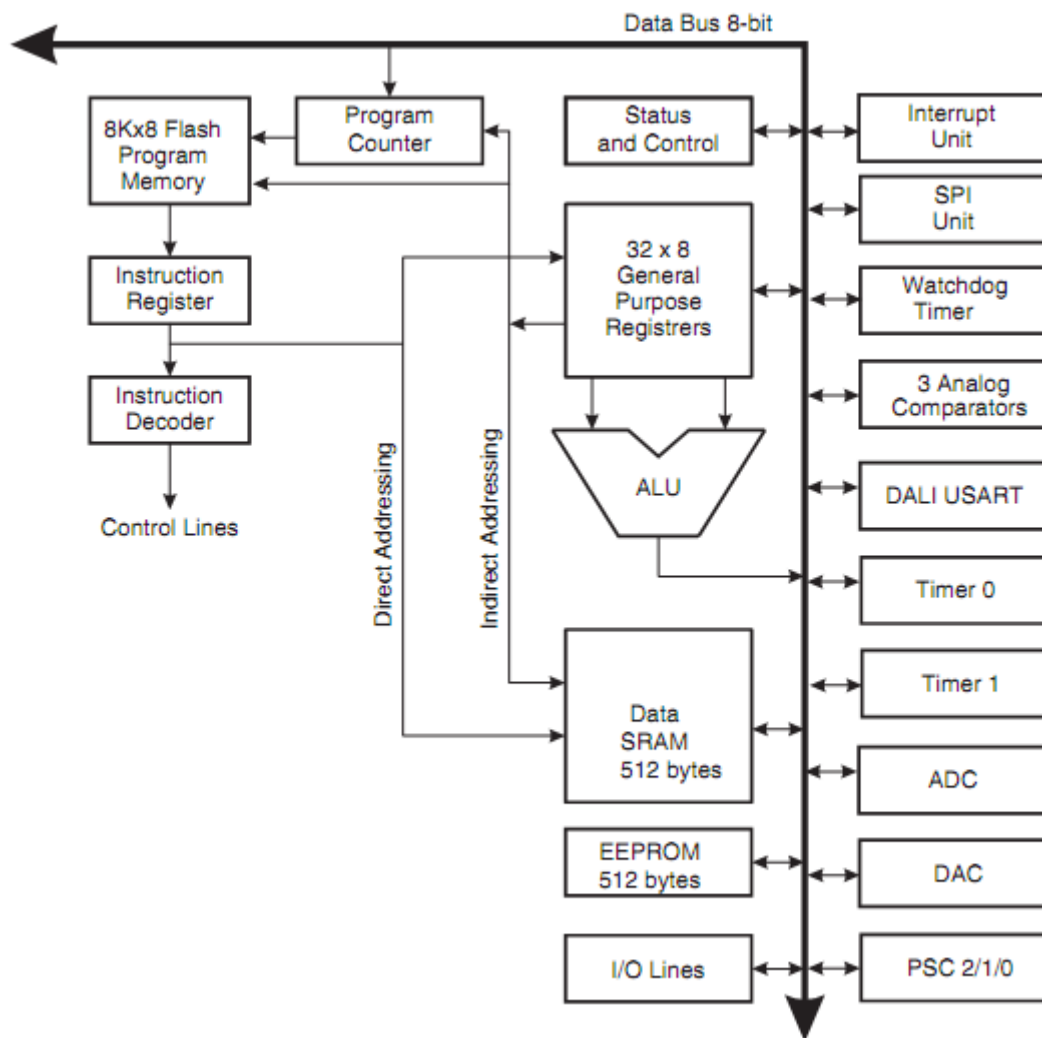 Data Bus 8-bit
8Kx8 Flash
Program
Memory
Program
Counter
Status
and Control
Interrupt
Unit
SPI
Unit
Instruction
Register
32 x 8
General
Purpose
Registrers
Watchdog
Timer
Instruction
Decoder
3 Analog
Comparators
Direct Addressing
Indirect Addressing
ALU
DALI USART
Control Lines
Timer 0
Timer 1
Data
SRAM
512 bytes
ADC
EEPROM
512 bytes
DAC
I/O Lines
PSC 2/1/0